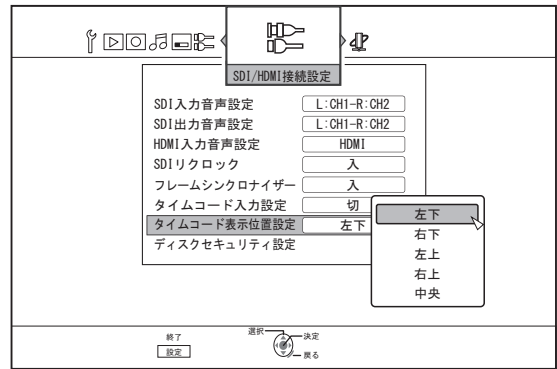 SDI/HDMI接続設定
SDI入力音声設定 L:CH1-R:CH2
SDI出力音声設定 L:CH1-R:CH2
HDMI入力音声設定 HDMI
SDIリクロック 入
フレームシンクロナイザー 入
タイムコード入力設定 切
タイムコード表示位置設定 左下
ディスクセキュリティ設定
左下
右下
左上
右上
中央
終了
設定
選択
決定
戻る